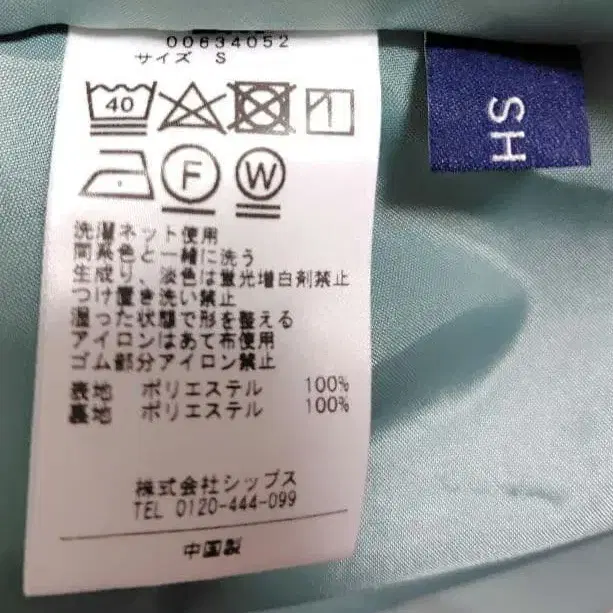 00634052
サイズ S
40
F
W
洗濯ネット使用
同系色と一緒に洗う
生成り、淡色は蛍光増白剤禁止
つけ置き洗い禁止
湿った状態で形を整える
アイロンはあて布使用
ゴム部分アイロン禁止
表地 ポリエステル 100%
裏地 ポリエステル 100%
株式会社シップス
TEL 0120-444-099
中国製
SH